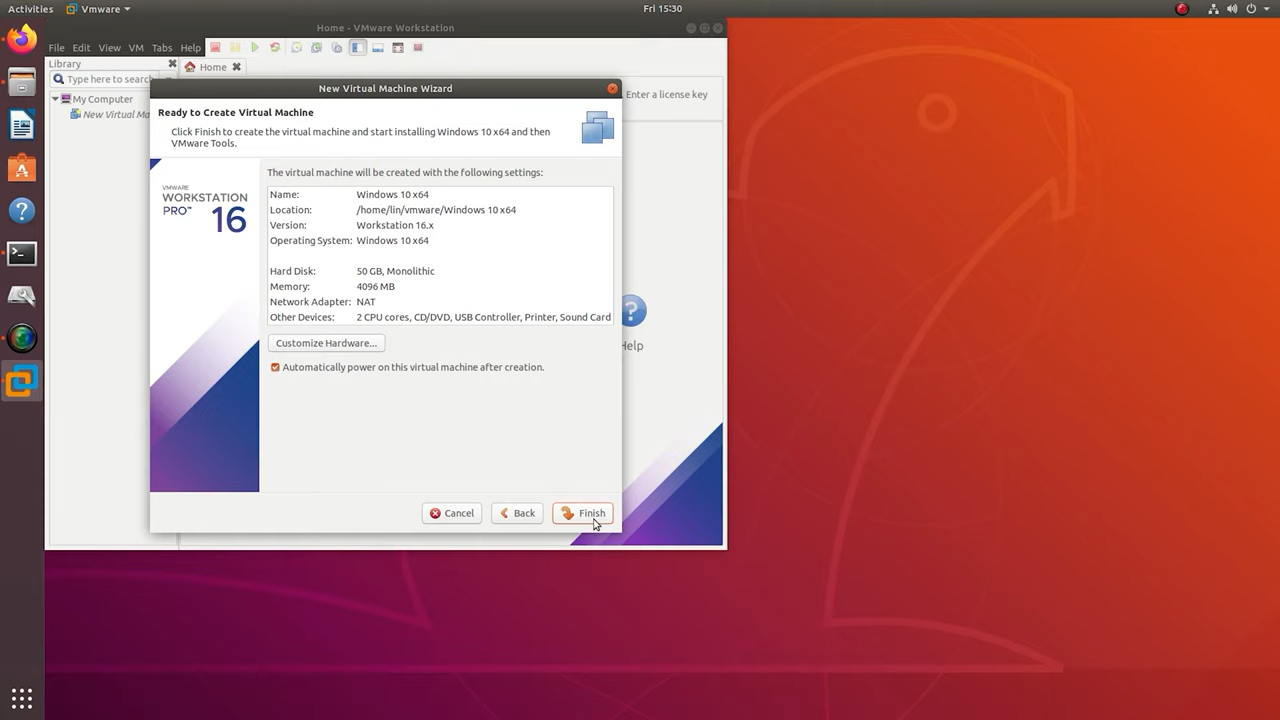 Activities Vmware Fri 15:30
Home - VMware Workstation
File Edit View VM Tabs Help
Library
Home
Type here to search
Enter a license key
My Computer
New Virtual Ma
New Virtual Machine Wizard
Ready to Create Virtual Machine
Click Finish to create the virtual machine and start installing Windows 10 x64 and then
VMware Tools.
The virtual machine will be created with the following settings:
VMWARE
WORKSTATION
PRO™ 16
Name: Windows 10 x64
Location: /home/lin/vmware/Windows 10 x64
Version: Workstation 16.x
Operating System: Windows 10 x64
Hard Disk: 50 GB, Monolithic
Memory: 4096 MB
Network Adapter: NAT
Other Devices: 2 CPU cores, CD/DVD, USB Controller, Printer, Sound Card
Customize Hardware...
Help
Automatically power on this virtual machine after creation.
Cancel Back Finish